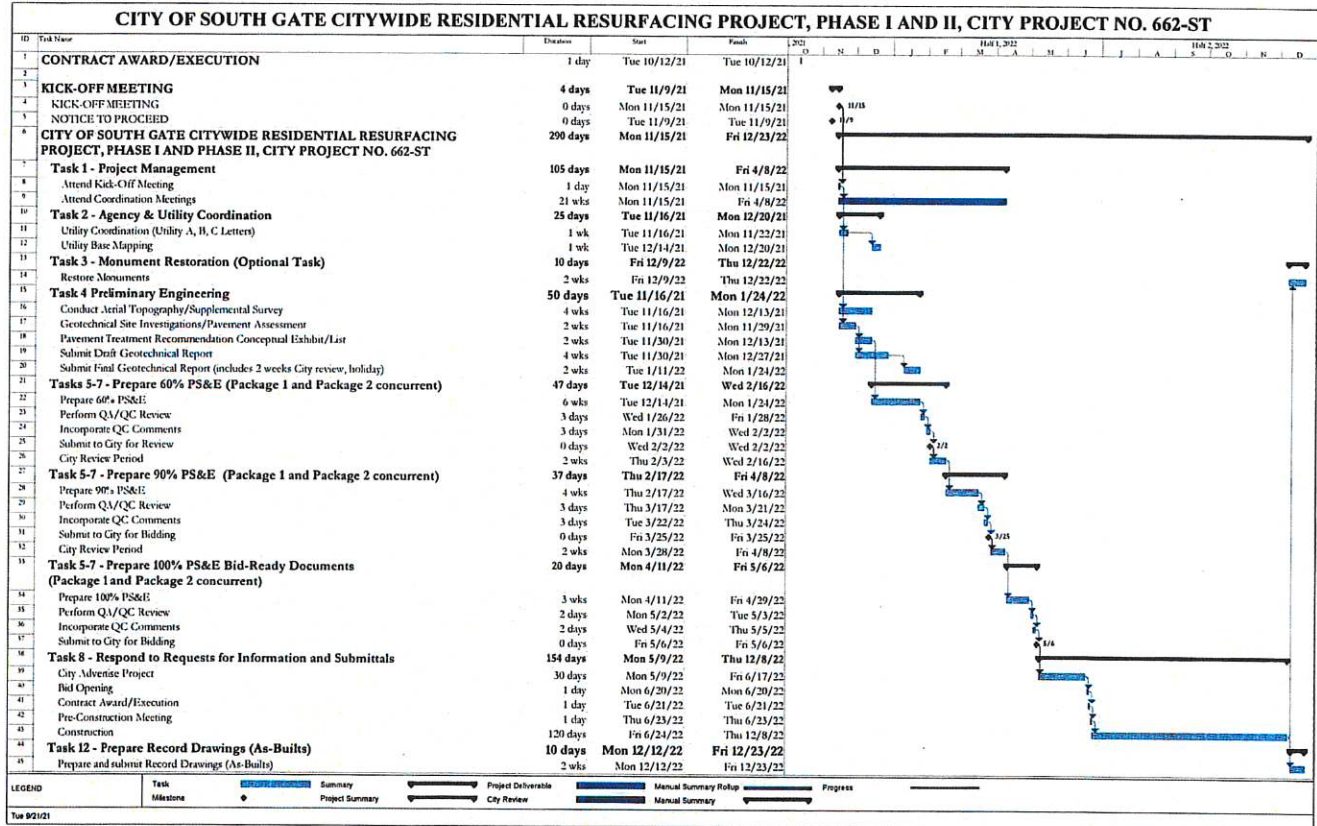 CITY OF SOUTH GATE CITYWIDE RESIDENTIAL RESURFACING PROJECT, PHASE I AND II, CITY PROJECT NO. 662-ST
ID Task Name Duration Start Finish , 2021 Half 1, 2022 Half 2, 2022
O N D J F M A M J J A S O N D
1 CONTRACT AWARD/EXECUTION 1 day Tue 10/12/21 Tue 10/12/21
2
3 KICK-OFF MEETING 4 days Tue 11/9/21 Mon 11/15/21
4 KICK-OFF MEETING 0 days Mon 11/15/21 Mon 11/15/21 11/15
5 NOTICE TO PROCEED 0 days Tue 11/9/21 Tue 11/9/21 11/9
6 CITY OF SOUTH GATE CITYWIDE RESIDENTIAL RESURFACING 290 days Mon 11/15/21 Fri 12/23/22
PROJECT, PHASE I AND PHASE II, CITY PROJECT NO. 662-ST
7 Task 1 - Project Management 105 days Mon 11/15/21 Fri 4/8/22
8 Attend Kick-Off Meeting 1 day Mon 11/15/21 Mon 11/15/21
9 Attend Coordination Meetings 21 wks Mon 11/15/21 Fri 4/8/22
10 Task 2 - Agency & Utility Coordination 25 days Tue 11/16/21 Mon 12/20/21
11 Utility Coordination (Utility A, B, C Letters) 1 wk Tue 11/16/21 Mon 11/22/21
12 Utility Base Mapping 1 wk Tue 12/14/21 Mon 12/20/21
13 Task 3 - Monument Restoration (Optional Task) 10 days Fri 12/9/22 Thu 12/22/22
14 Restore Monuments 2 wks Fri 12/9/22 Thu 12/22/22
15 Task 4 Preliminary Engineering 50 days Tue 11/16/21 Mon 1/24/22
16 Conduct Aerial Topography/Supplemental Survey 4 wks Tue 11/16/21 Mon 12/13/21
17 Geotechnical Site Investigations/Pavement Assessment 2 wks Tue 11/16/21 Mon 11/29/21
18 Pavement Treatment Recommendation Conceptual Exhibit/List 2 wks Tue 11/30/21 Mon 12/13/21
19 Submit Draft Geotechnical Report 4 wks Tue 11/30/21 Mon 12/27/21
20 Submit Final Geotechnical Report (includes 2 weeks City review, holiday) 2 wks Tue 1/11/22 Mon 1/24/22
21 Tasks 5-7 - Prepare 60% PS&E (Package 1 and Package 2 concurrent) 47 days Tue 12/14/21 Wed 2/16/22
22 Prepare 60% PS&E 6 wks Tue 12/14/21 Mon 1/24/22
23 Perform QA/QC Review 3 days Wed 1/26/22 Fri 1/28/22
24 Incorporate QC Comments 3 days Mon 1/31/22 Wed 2/2/22
25 Submit to City for Review 0 days Wed 2/2/22 Wed 2/2/22 2/2
26 City Review Period 2 wks Thu 2/3/22 Wed 2/16/22
27 Task 5-7 - Prepare 90% PS&E (Package 1 and Package 2 concurrent) 37 days Thu 2/17/22 Fri 4/8/22
28 Prepare 90% PS&E 4 wks Thu 2/17/22 Wed 3/16/22
29 Perform QA/QC Review 3 days Thu 3/17/22 Mon 3/21/22
30 Incorporate QC Comments 3 days Tue 3/22/22 Thu 3/24/22
31 Submit to City for Bidding 0 days Fri 3/25/22 Fri 3/25/22 3/25
32 City Review Period 2 wks Mon 3/28/22 Fri 4/8/22
33 Task 5-7 - Prepare 100% PS&E Bid-Ready Documents 20 days Mon 4/11/22 Fri 5/6/22
(Package 1 and Package 2 concurrent)
34 Prepare 100% PS&E 3 wks Mon 4/11/22 Fri 4/29/22
35 Perform QA/QC Review 2 days Mon 5/2/22 Tue 5/3/22
36 Incorporate QC Comments 2 days Wed 5/4/22 Thu 5/5/22
37 Submit to City for Bidding 0 days Fri 5/6/22 Fri 5/6/22 5/6
38 Task 8 - Respond to Requests for Information and Submittals 154 days Mon 5/9/22 Thu 12/8/22
39 City Advertise Project 30 days Mon 5/9/22 Fri 6/17/22
40 Bid Opening 1 day Mon 6/20/22 Mon 6/20/22
41 Contract Award/Execution 1 day Tue 6/21/22 Tue 6/21/22
42 Pre-Construction Meeting 1 day Thu 6/23/22 Thu 6/23/22
43 Construction 120 days Fri 6/24/22 Thu 12/8/22
44 Task 12 - Prepare Record Drawings (As-Builts) 10 days Mon 12/12/22 Fri 12/23/22
45 Prepare and submit Record Drawings (As-Builts) 2 wks Mon 12/12/22 Fri 12/23/22
LEGEND Task Summary Project Deliverable Manual Summary Rollup Progress
Milestone Project Summary City Review Manual Summary
Tue 9/21/21